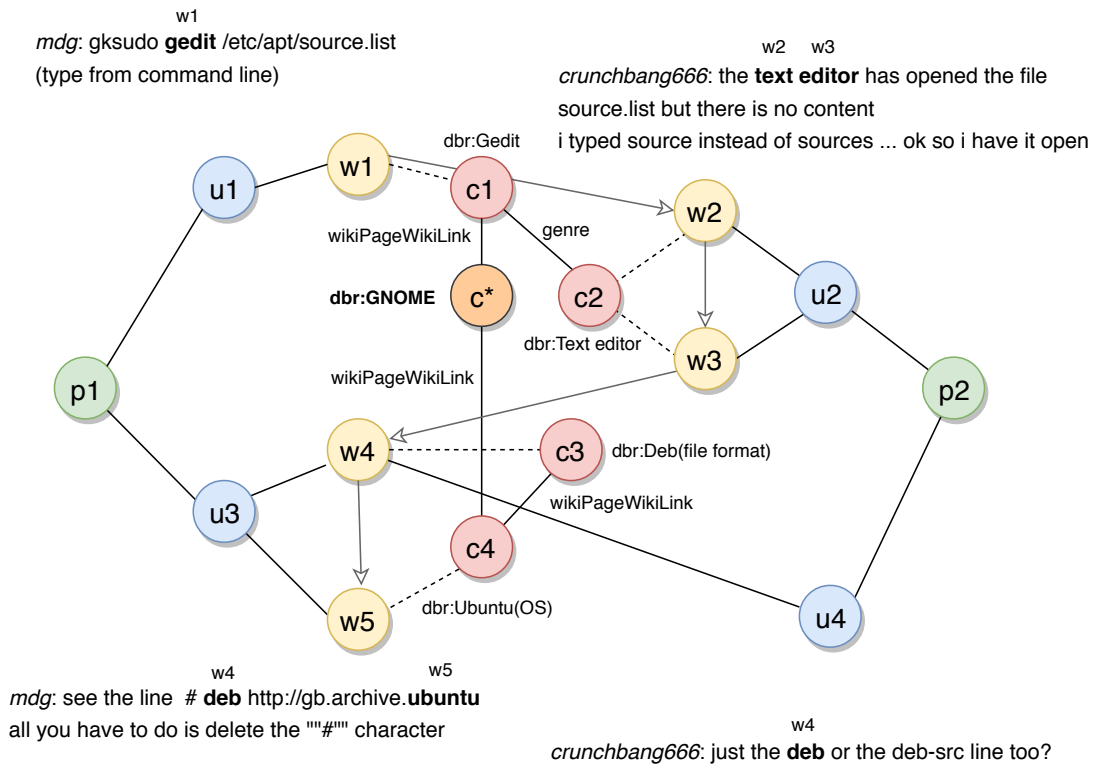 w1
mdg: gksudo gedit /etc/apt/source.list
(type from command line)
w2 w3
crunchbang666: the text editor has opened the file
source.list but there is no content
i typed source instead of sources ... ok so i have it open
dbr:Gedit
w1
u1
c1
w2
wikiPageWikiLink
genre
dbr:GNOME
c*
c2
u2
dbr:Text editor
w3
wikiPageWikiLink
p1
p2
w4
c3
dbr:Deb(file format)
wikiPageWikiLink
u3
c4
dbr:Ubuntu(OS)
w5
u4
w4 w5
mdg: see the line # deb http://gb.archive.ubuntu
all you have to do is delete the ""#"" character
w4
crunchbang666: just the deb or the deb-src line too?